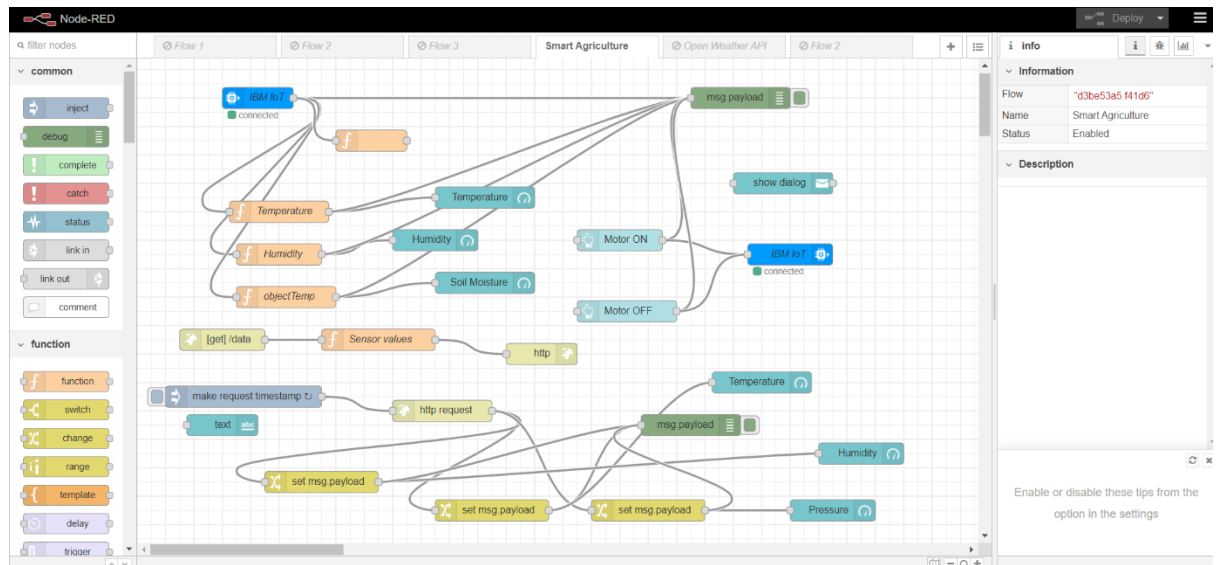 Node-RED
Deploy
filter nodes
Flow 1
Flow 2
Flow 3
Smart Agriculture
Open Weather API
Flow 2
i info
common
inject
debug
complete
catch
status
link in
link out
comment
function
function
switch
change
range
template
delay
trigger
IBM IoT
connected
msg.payload
show dialog
Temperature
Temperature
Humidity
Humidity
Motor ON
IBM IoT
connected
objectTemp
Soil Moisture
Motor OFF
[get] /data
Sensor values
http
make request:timestamp ↻
http request
Temperature
text
abc
msg.payload
Humidity
set msg.payload
set msg.payload
set msg.payload
Pressure
Information
Flow "d3be53a5.f41d6"
Name Smart Agriculture
Status Enabled
Description
Enable or disable these tips from the
option in the settings